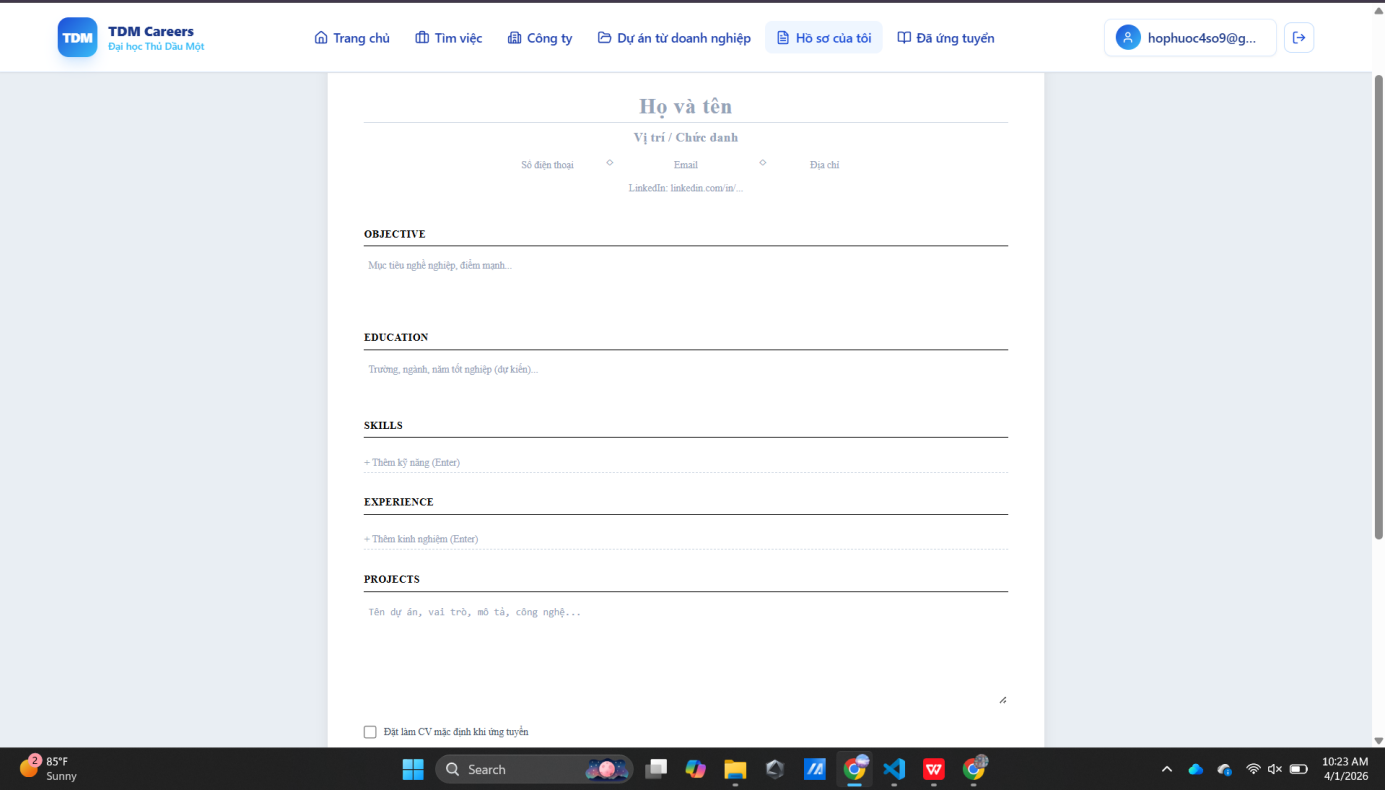 TDM
TDM Careers
Đại học Thủ Dầu Một
Trang chủ
Tìm việc
Công ty
Dự án từ doanh nghiệp
Hồ sơ của tôi
Đã ứng tuyển
hophuoc4so9@g...
Họ và tên
Vị trí / Chức danh
Số điện thoại ◇ Email ◇ Địa chỉ
LinkedIn: linkedin.com/in/...
OBJECTIVE
Mục tiêu nghề nghiệp, điểm mạnh...
EDUCATION
Trường, ngành, năm tốt nghiệp (dự kiến)...
SKILLS
+ Thêm kỹ năng (Enter)
EXPERIENCE
+ Thêm kinh nghiệm (Enter)
PROJECTS
Tên dự án, vai trò, mô tả, công nghệ...
Đặt làm CV mặc định khi ứng tuyển
2
85°F
Sunny
Search
10:23 AM
4/1/2026